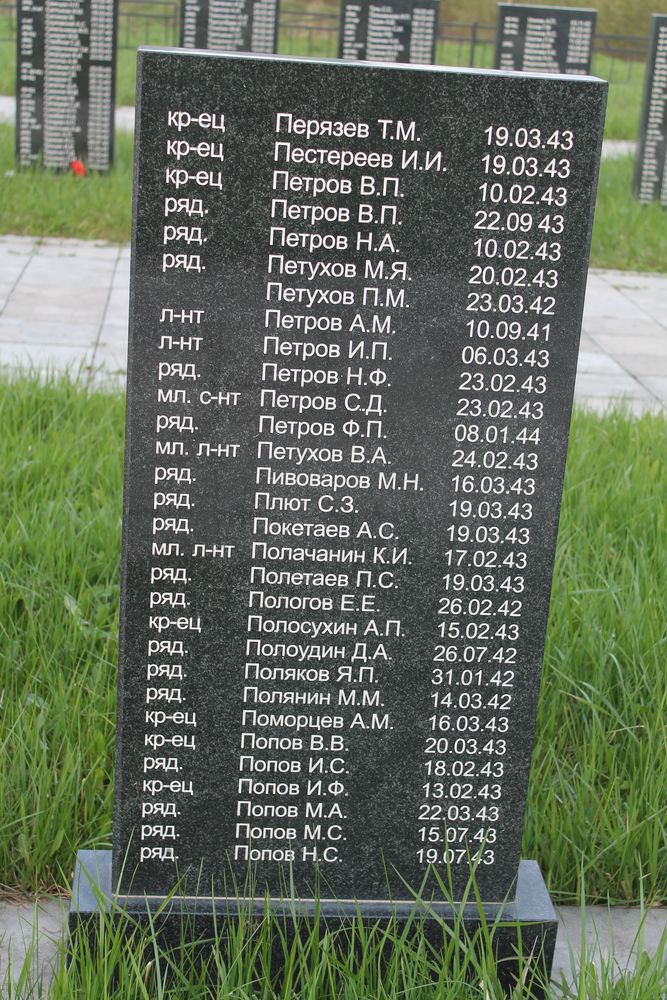 кр-ец Перязев Т.М. 19.03.43
кр-ец Пестереев И.И. 19.03.43
кр-ец Петров В.П. 10.02.43
ряд. Петров В.П. 22.09 43
ряд. Петров Н.А. 10.02.43
ряд. Петухов М.Я. 20.02.43
Петухов П.М. 23.03.42
л-нт Петров А.М. 10.09.41
л-нт Петров И.П. 06.03.43
ряд. Петров Н.Ф. 23.02.43
мл. с-нт Петров С.Д. 23.02.43
ряд. Петров Ф.П. 08.01.44
мл. л-нт Петухов В.А. 24.02.43
ряд. Пивоваров М.Н. 16.03.43
ряд. Плют С.З. 19.03.43
ряд. Покетаев А.С. 19.03.43
мл. л-нт Полачанин К.И. 17.02.43
ряд. Полетаев П.С. 19.03.43
ряд. Пологов Е.Е. 26.02.42
кр-ец Полосухин А.П. 15.02.43
ряд. Полоудин Д.А. 26.07.42
ряд. Поляков Я.П. 31.01.42
ряд. Полянин М.М. 14.03.42
кр-ец Поморцев А.М. 16.03.43
кр-ец Попов В.В. 20.03.43
ряд. Попов И.С. 18.02.43
кр-ец Попов И.Ф. 13.02.43
ряд. Попов М.А. 22.03.43
ряд. Попов М.С. 15.07.43
ряд. Попов Н.С. 19.07.43